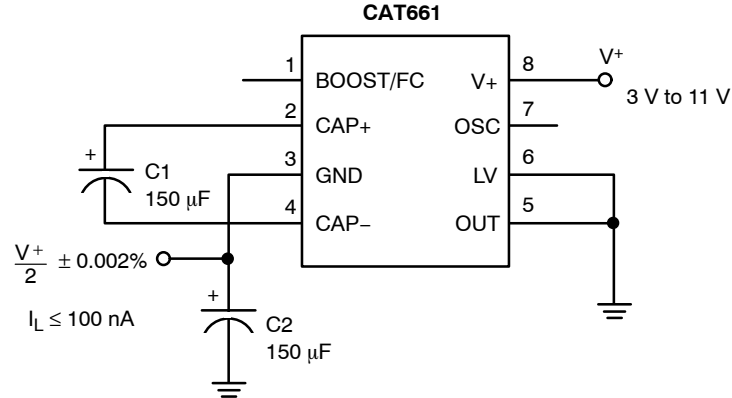 CAT661
1 BOOST/FC V+ 8 V+
3 V to 11 V
2 CAP+ OSC 7
+ C1
150 μF
3 GND LV 6
4 CAP− OUT 5
V+
2
± 0.002%
+
IL ≤ 100 nA
C2
150 μF